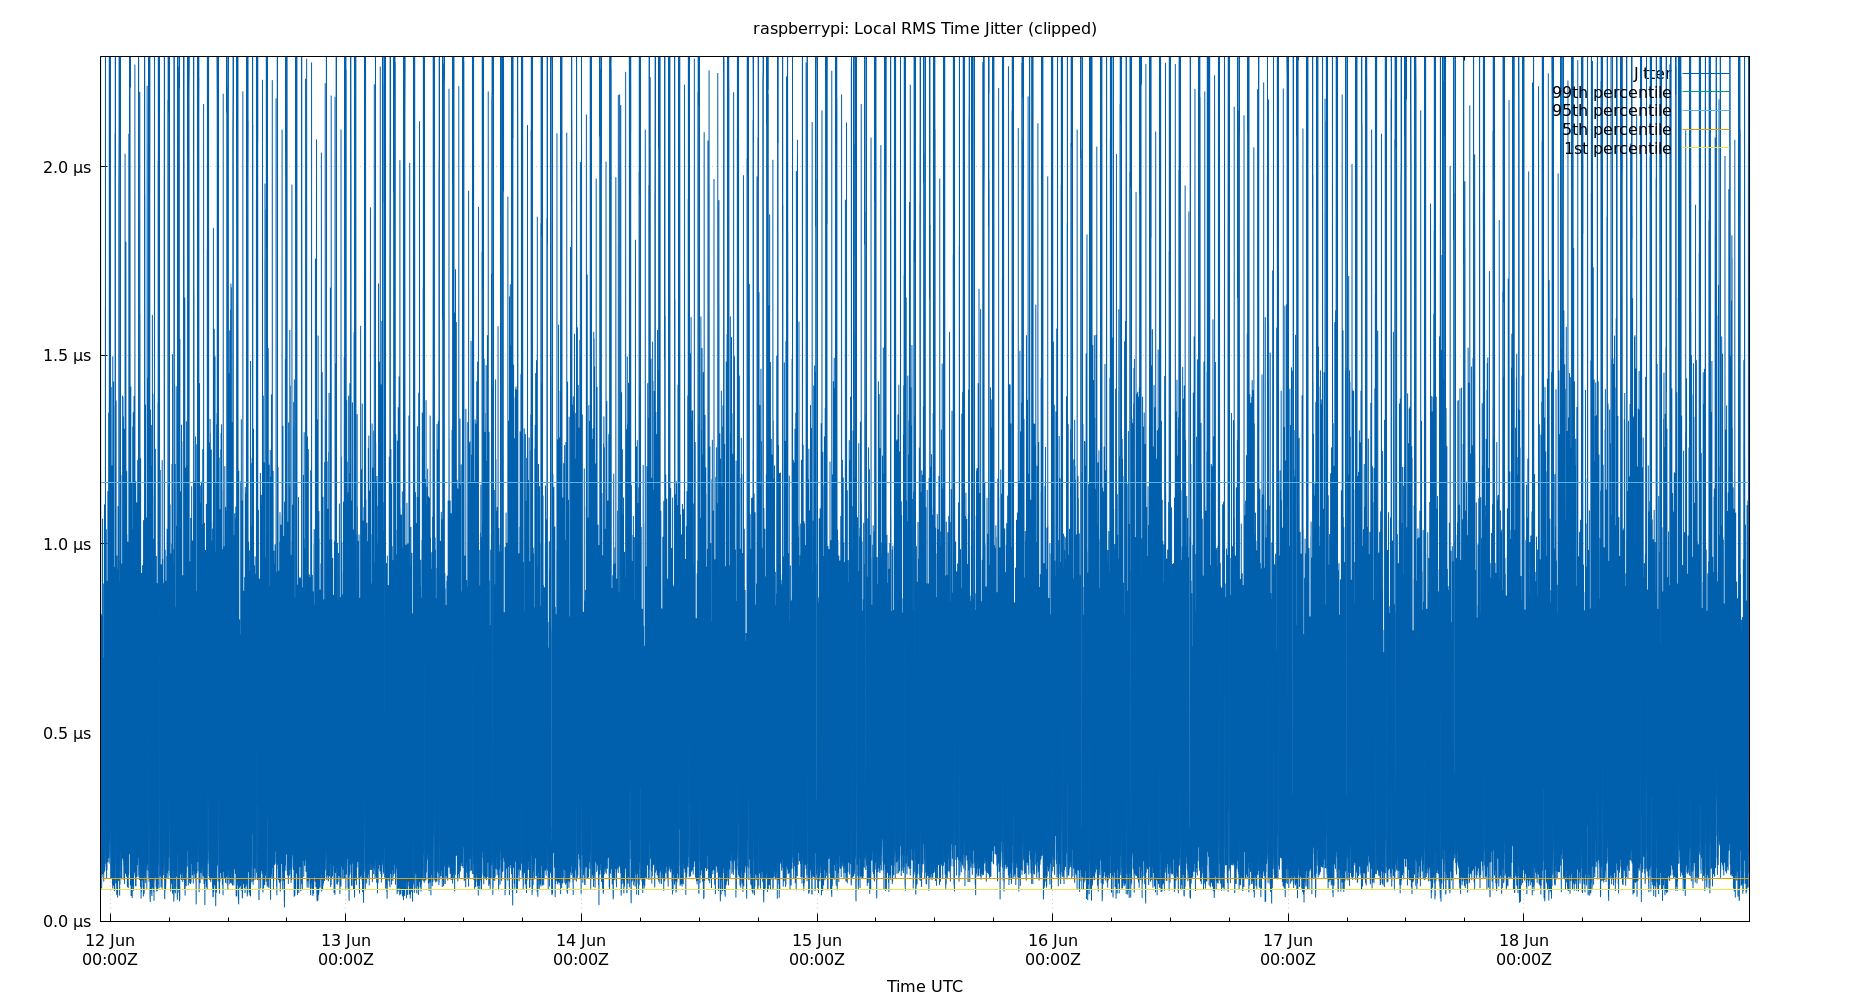 raspberrypi: Local RMS Time Jitter (clipped)
Jitter
99th percentile
95th percentile
5th percentile
1st percentile
2.0 µs
1.5 µs
1.0 µs
0.5 µs
0.0 µs
12 Jun 13 Jun 14 Jun 15 Jun 16 Jun 17 Jun 18 Jun
00:00Z 00:00Z 00:00Z 00:00Z 00:00Z 00:00Z 00:00Z
Time UTC